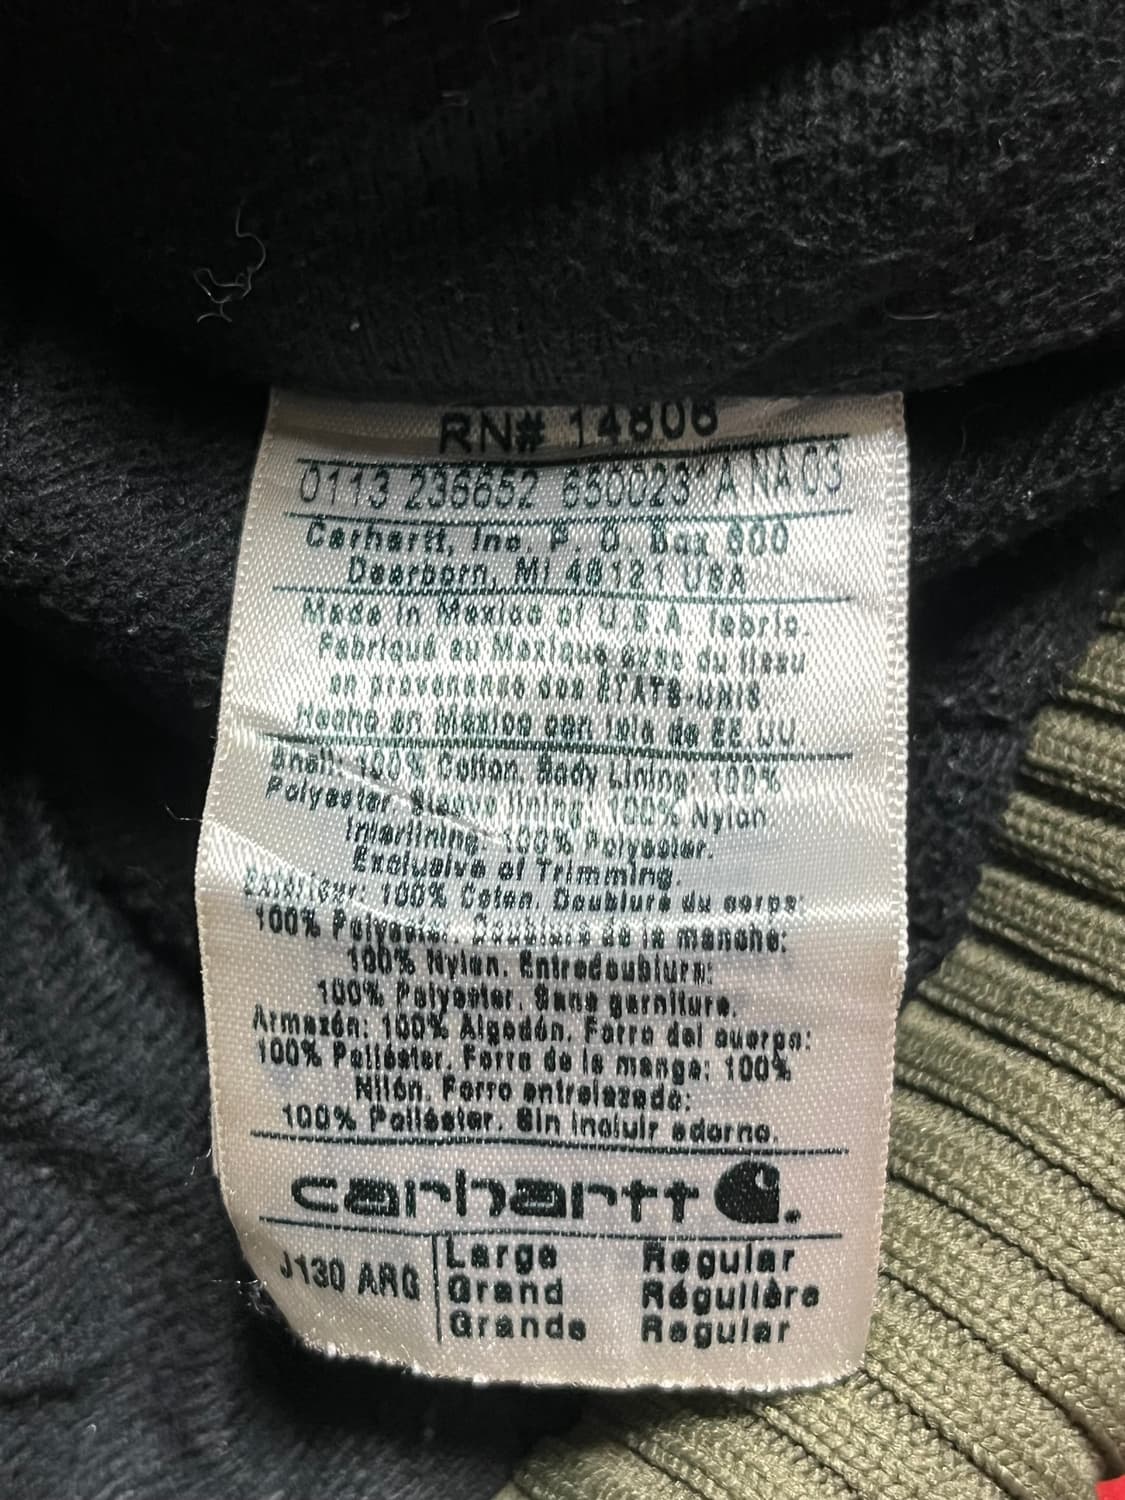 RN# 14806
0113 236652 650023 A NA 03
Carhartt, Inc. P. O. Box 600
Dearborn, MI 48121 USA
Made in Mexico of U.S.A. fabric.
Fabriqué au Mexique avec du tissu
en provenance des ÉTATS-UNIS
Hecho en México con tela de EE.UU.
Shell: 100% Cotton. Body Lining: 100%
Polyester. Sleeve lining: 100% Nylon
Interlining: 100% Polyester.
Exclusive of Trimming.
Extérieur: 100% Coton. Doublure du corps:
100% Polyester. Doublure de la manche:
100% Nylon. Entredoublure:
100% Polyester. Sans garniture.
Armazón: 100% Algodón. Forro del cuerpo:
100% Poliéster. Forro de la manga: 100%
Nilón. Forro entrelazado:
100% Poliéster. Sin incluir adorno.
carhartt
J130 ARG Large Regular
Grand Régulière
Grande Regular